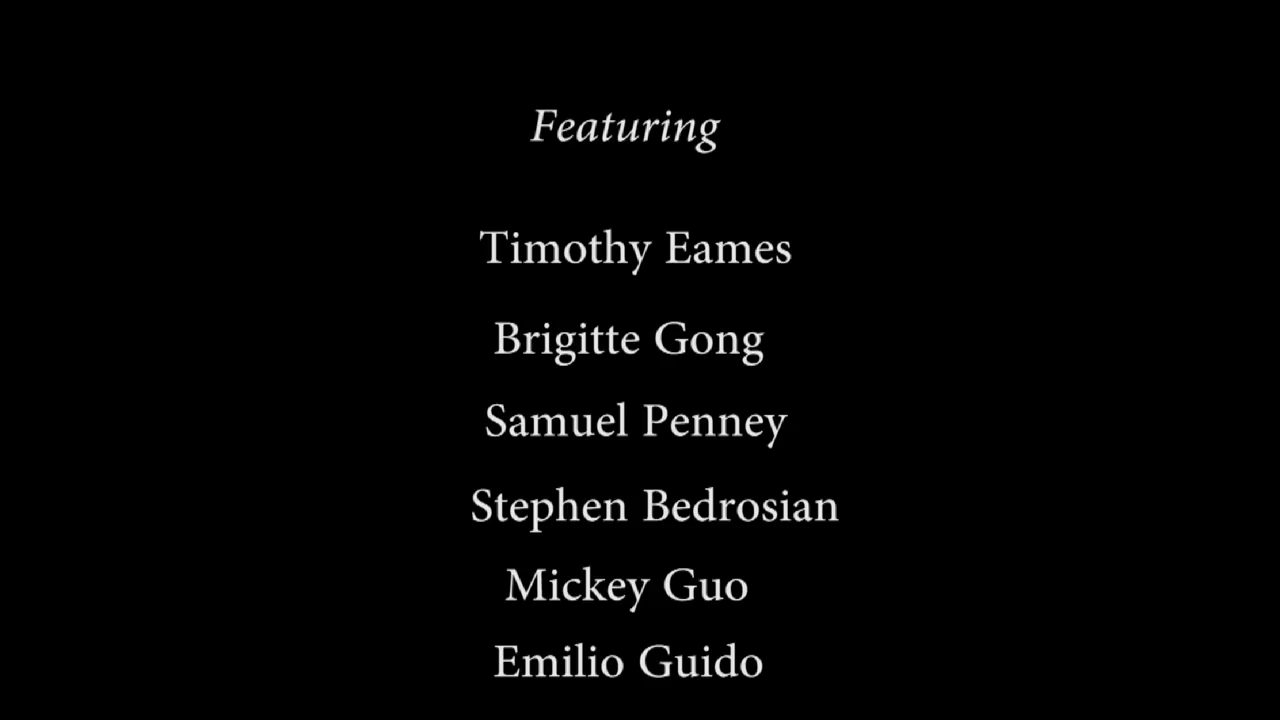 Featuring
Timothy Eames
Brigitte Gong
Samuel Penney
Stephen Bedrosian
Mickey Guo
Emilio Guido